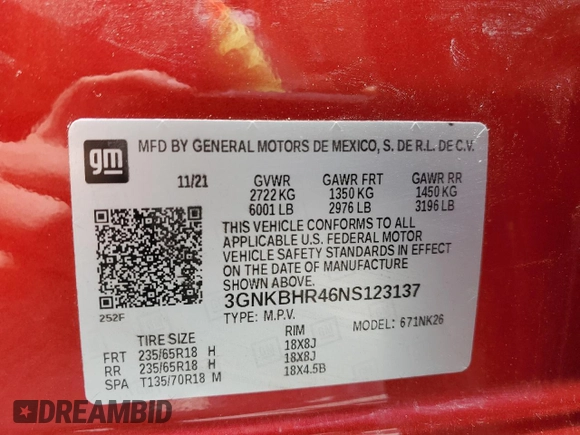 gm
MFD BY GENERAL MOTORS DE MEXICO, S. DE R.L. DE C.V.
11/21 GVWR GAWR FRT GAWR RR
2722 KG 1350 KG 1450 KG
6001 LB 2976 LB 3196 LB
THIS VEHICLE CONFORMS TO ALL
APPLICABLE U.S. FEDERAL MOTOR
VEHICLE SAFETY STANDARDS IN EFFECT
ON THE DATE OF MANUFACTURE
SHOWN ABOVE.
3GNKBHR46NS123137
252F
TYPE: M.P.V. MODEL: 671NK26
TIRE SIZE RIM
FRT 235/65R18 H 18X8J
RR 235/65R18 H 18X8J
SPA T135/70R18 M 18X4.5B
DREAMBID